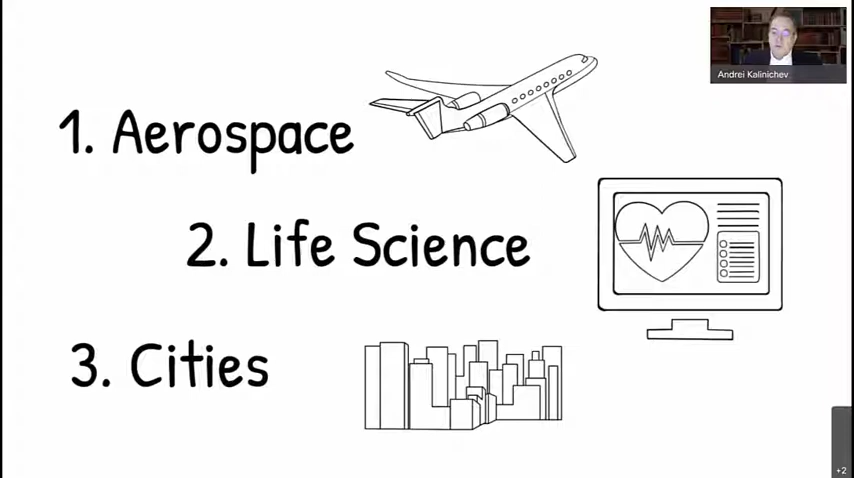 Andrei Kalinichev
1. Aerospace
2. Life Science
3. Cities
+2